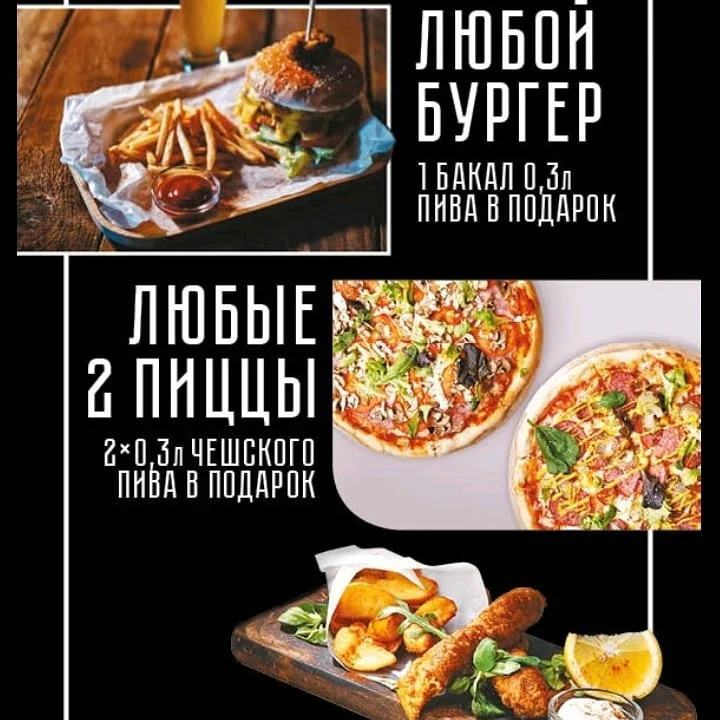 ЛЮБОЙ
БУРГЕР
1 БАКАЛ 0,3л
ПИВА В ПОДАРОК
ЛЮБЫЕ
2 ПИЦЦЫ
2×0,3л ЧЕШСКОГО
ПИВА В ПОДАРОК